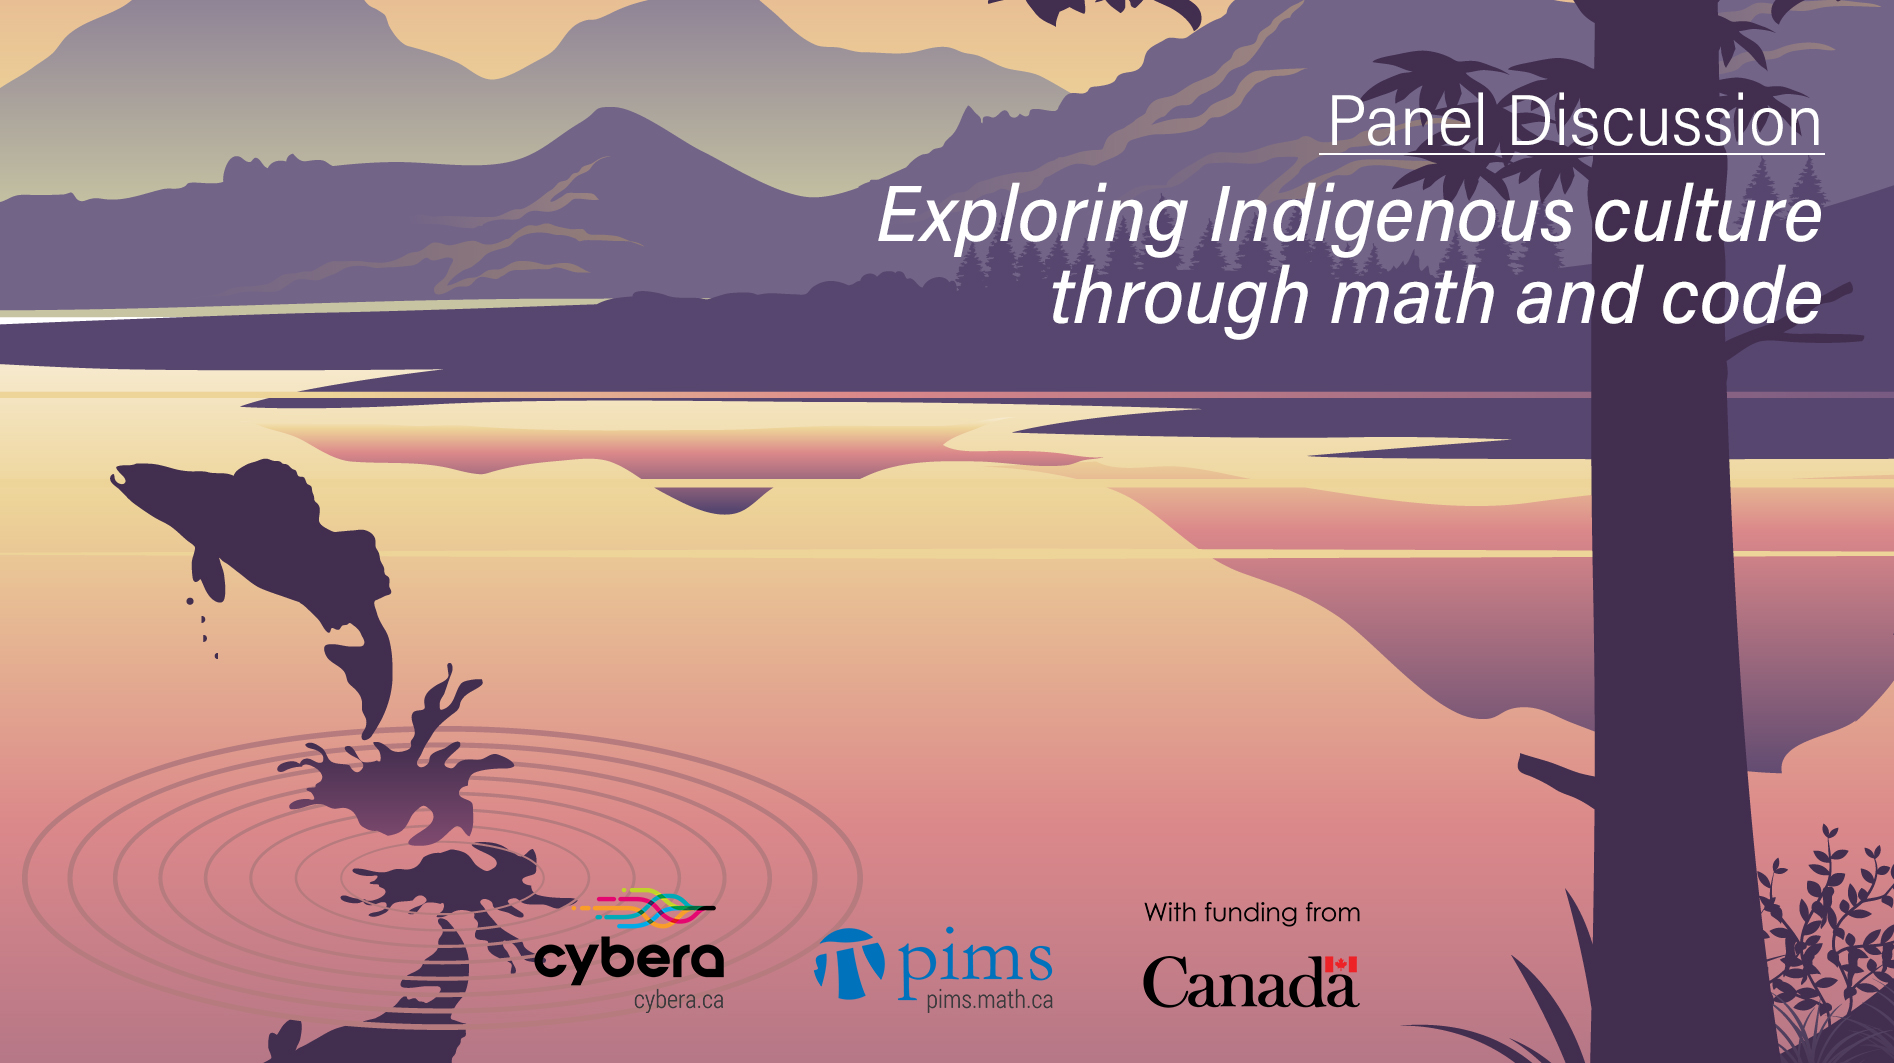 Panel Discussion
Exploring Indigenous culture
through math and code
cybera
cybera.ca
pims
pims.math.ca
With funding from
Canada